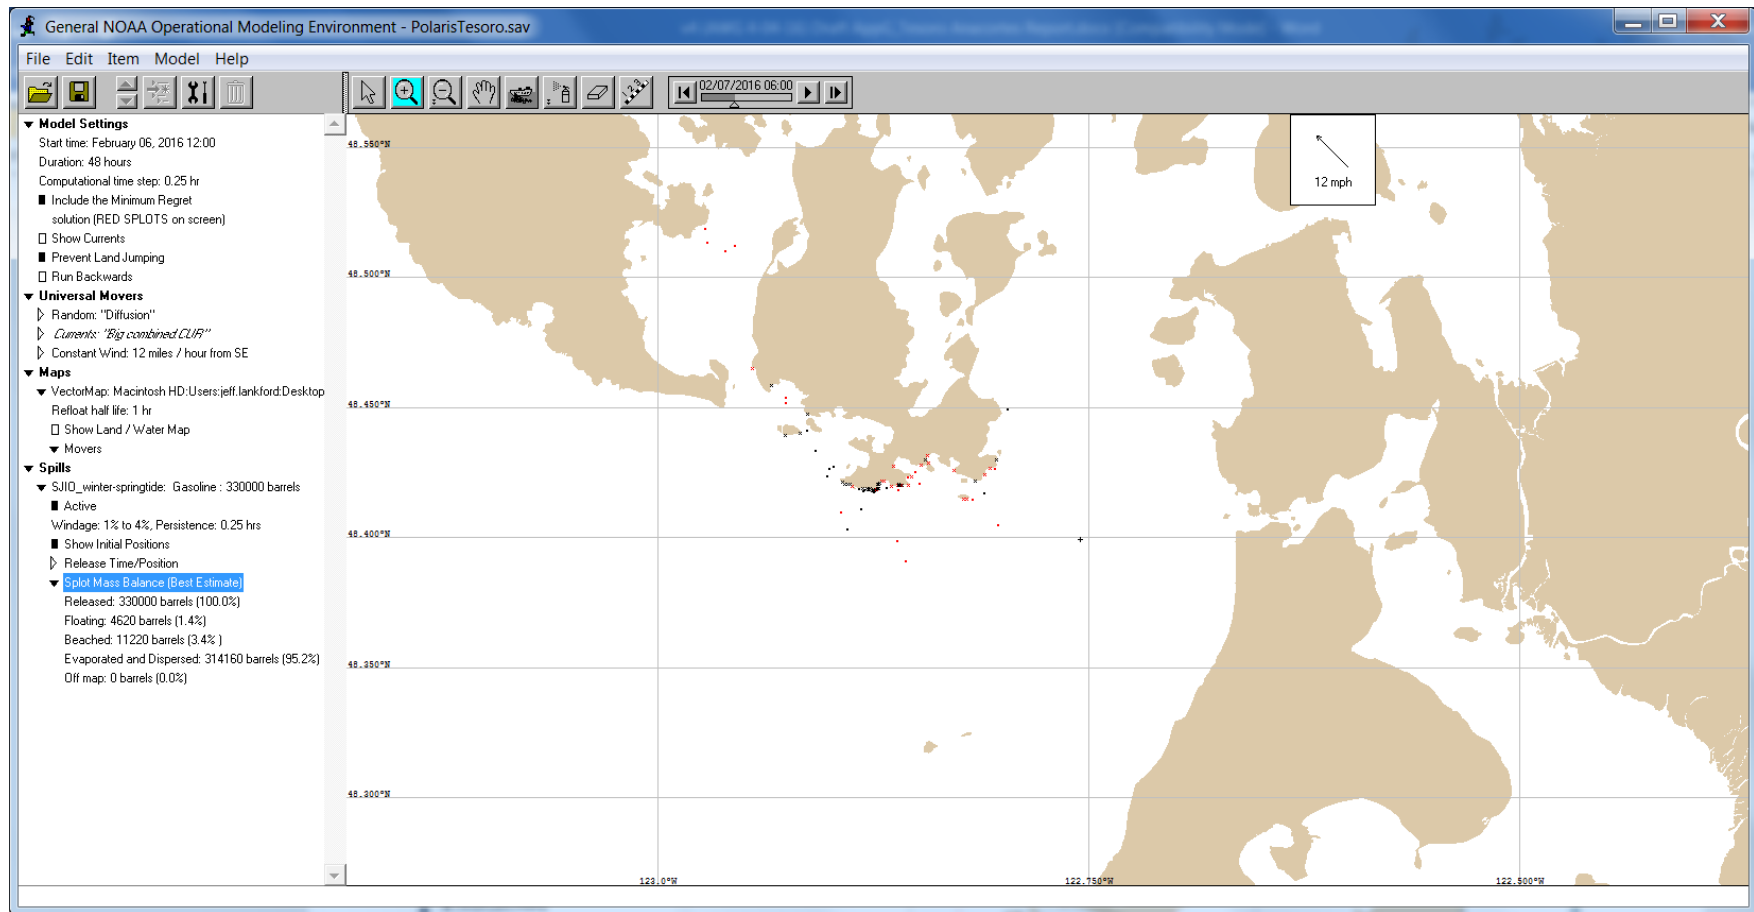 General NOAA Operational Modeling Environment - PolarisTesoro.sav
File Edit Item Model Help
02/07/2016 06:00
Model Settings
Start time: February 06, 2016 12:00
Duration: 48 hours
Computational time step: 0.25 hr
Include the Minimum Regret
solution (RED SPLOTS on screen)
Show Currents
Prevent Land Jumping
Run Backwards
Universal Movers
Random: "Diffusion"
Currents: "Big combined.CUR"
Constant Wind: 12 miles / hour from SE
Maps
VectorMap: Macintosh HD:Users:jeff.lankford:Desktop
Refloat half life: 1 hr
Show Land / Water Map
Movers
Spills
SJIO_winter-springtide: Gasoline : 330000 barrels
Active
Windage: 1% to 4%, Persistence: 0.25 hrs
Show Initial Positions
Release Time/Position
Splot Mass Balance (Best Estimate)
Released: 330000 barrels (100.0%)
Floating: 4620 barrels (1.4%)
Beached: 11220 barrels (3.4% )
Evaporated and Dispersed: 314160 barrels (95.2%)
Off map: 0 barrels (0.0%)
12 mph
48.550°N
48.500°N
48.450°N
48.400°N
48.350°N
48.300°N
123.0°W
122.750°W
122.500°W